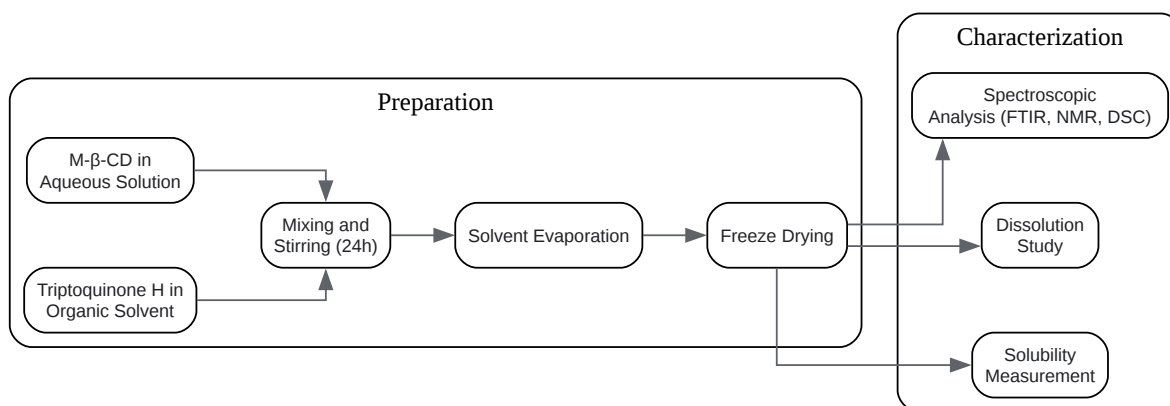 Preparation
M-β-CD in
Aqueous Solution
Triptoquinone H in
Organic Solvent
Mixing and
Stirring (24h)
Solvent Evaporation
Freeze Drying
Characterization
Spectroscopic
Analysis (FTIR, NMR, DSC)
Dissolution
Study
Solubility
Measurement